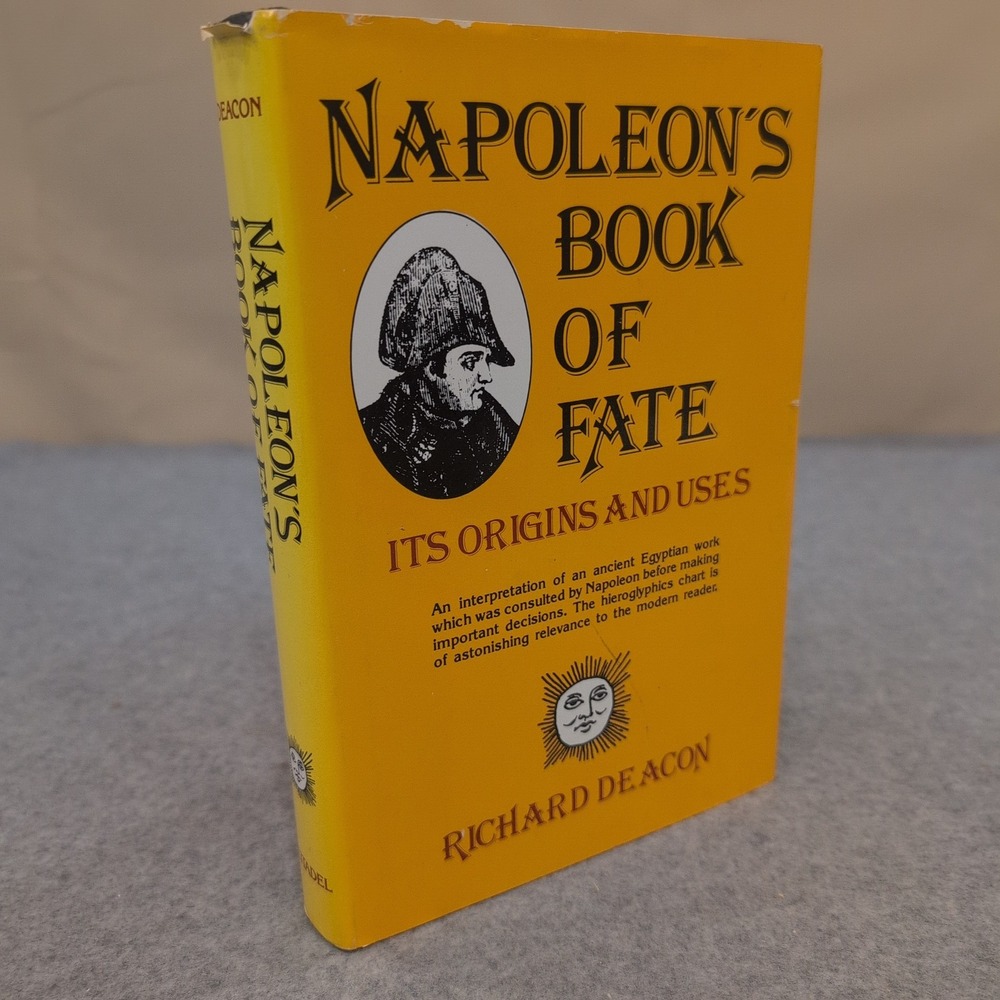 DEACON
NAPOLEON'S
BOOK OF FATE
NAPOLEON'S
BOOK
OF
FATE
ITS ORIGINS AND USES
An interpretation of an ancient Egyptian work
which was consulted by Napoleon before making
important decisions. The hieroglyphics chart is
of astonishing relevance to the modern reader.
RICHARD DEACON